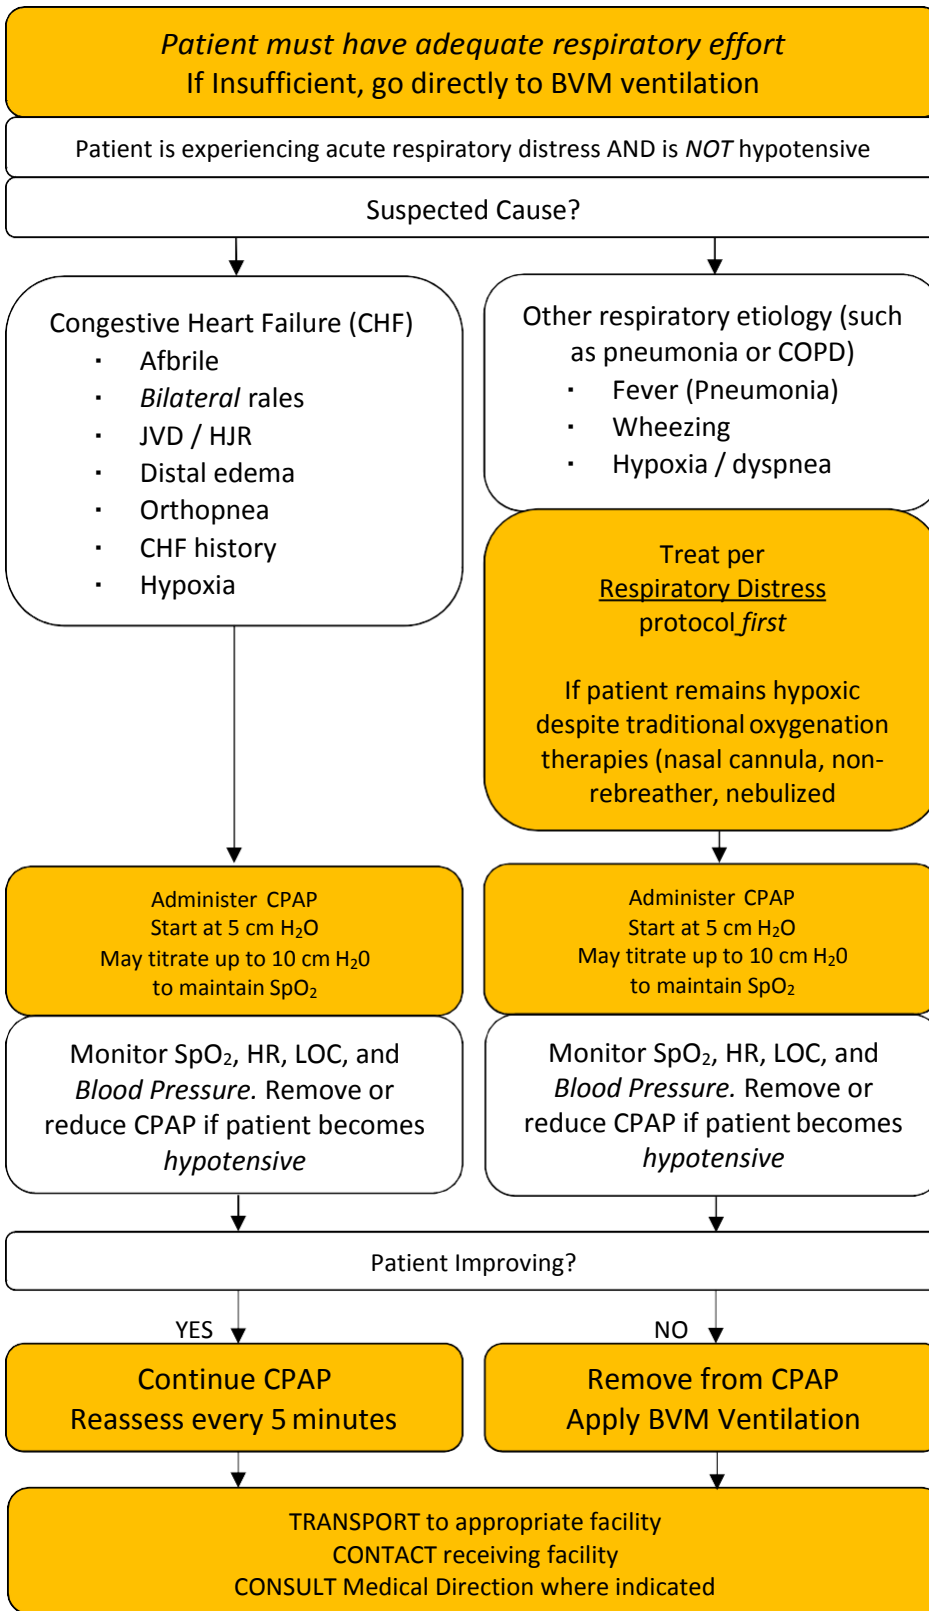 Patient must have adequate respiratory effort
If Insufficient, go directly to BVM ventilation
Patient is experiencing acute respiratory distress AND is NOT hypotensive
Suspected Cause?
Congestive Heart Failure (CHF)
▪ Afbrile
▪ Bilateral rales
▪ JVD / HJR
▪ Distal edema
▪ Orthopnea
▪ CHF history
▪ Hypoxia
Other respiratory etiology (such
as pneumonia or COPD)
▪ Fever (Pneumonia)
▪ Wheezing
▪ Hypoxia / dyspnea
Treat per
Respiratory Distress
protocol first
If patient remains hypoxic
despite traditional oxygenation
therapies (nasal cannula, non-
rebreather, nebulized
Administer CPAP
Start at 5 cm H₂O
May titrate up to 10 cm H₂0
to maintain SpO₂
Administer CPAP
Start at 5 cm H₂O
May titrate up to 10 cm H₂0
to maintain SpO₂
Monitor SpO₂, HR, LOC, and
Blood Pressure. Remove or
reduce CPAP if patient becomes
hypotensive
Monitor SpO₂, HR, LOC, and
Blood Pressure. Remove or
reduce CPAP if patient becomes
hypotensive
Patient Improving?
YES
NO
Continue CPAP
Reassess every 5 minutes
Remove from CPAP
Apply BVM Ventilation
TRANSPORT to appropriate facility
CONTACT receiving facility
CONSULT Medical Direction where indicated